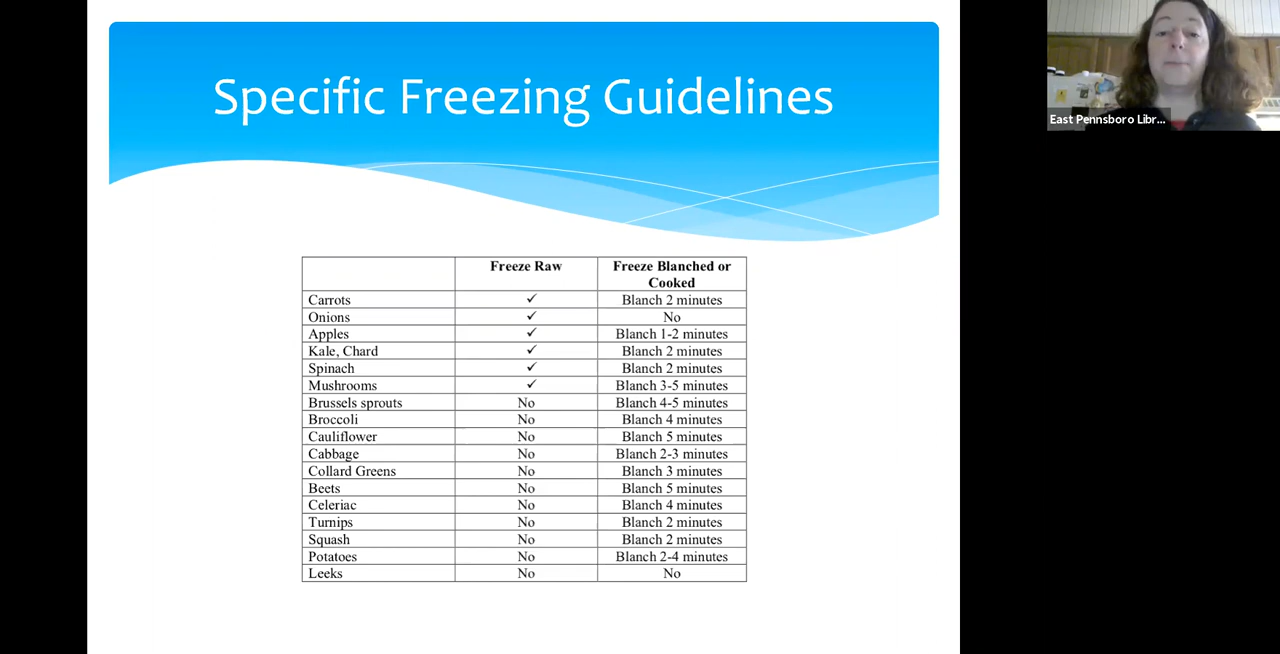 Specific Freezing Guidelines
East Pennsboro Libr...
Freeze Raw Freeze Blanched or
Cooked
Carrots ✓ Blanch 2 minutes
Onions ✓ No
Apples ✓ Blanch 1-2 minutes
Kale, Chard ✓ Blanch 2 minutes
Spinach ✓ Blanch 2 minutes
Mushrooms ✓ Blanch 3-5 minutes
Brussels sprouts No Blanch 4-5 minutes
Broccoli No Blanch 4 minutes
Cauliflower No Blanch 5 minutes
Cabbage No Blanch 2-3 minutes
Collard Greens No Blanch 3 minutes
Beets No Blanch 5 minutes
Celeriac No Blanch 4 minutes
Turnips No Blanch 2 minutes
Squash No Blanch 2 minutes
Potatoes No Blanch 2-4 minutes
Leeks No No